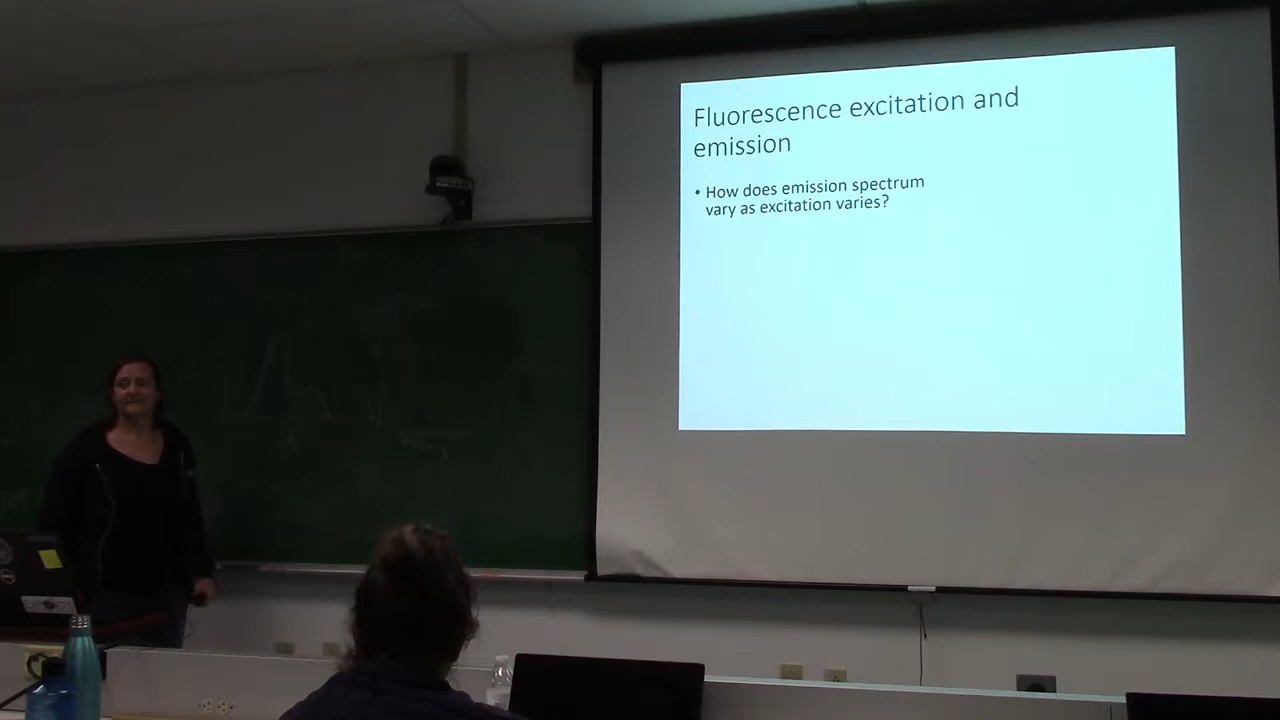 Fluorescence excitation and
emission
• How does emission spectrum
vary as excitation varies?